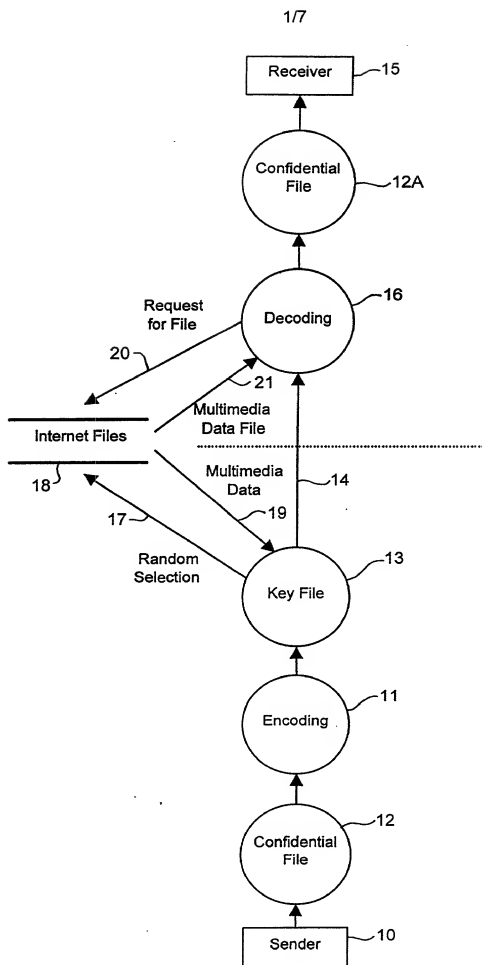 1/7
Receiver
15
Confidential
File
12A
16
Request
for File
Decoding
20
21
Multimedia
Data File
Internet Files
18
Multimedia
Data
14
17
19
Random
Selection
13
Key File
11
Encoding
12
Confidential
File
Sender
10